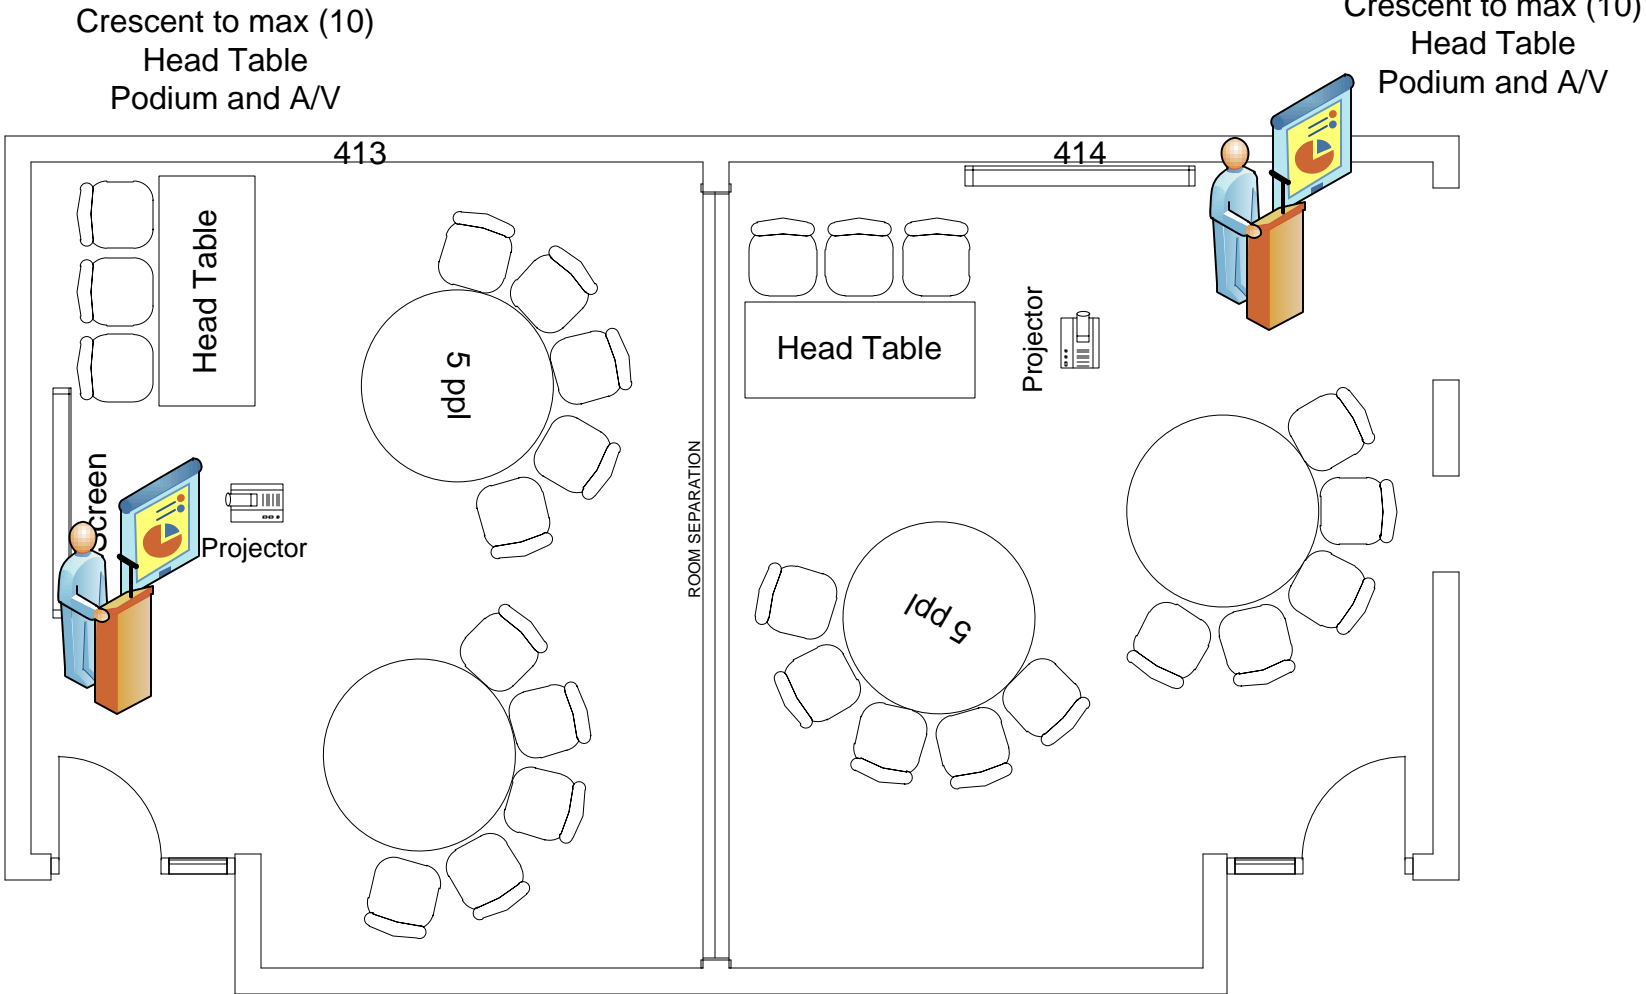 Crescent to max (10)
Head Table
Podium and A/V
Crescent to max (10)
Head Table
Podium and A/V
413
414
Head Table
5 ppl
Screen
Projector
ROOM SEPARATION
Head Table
Projector
5 ppl